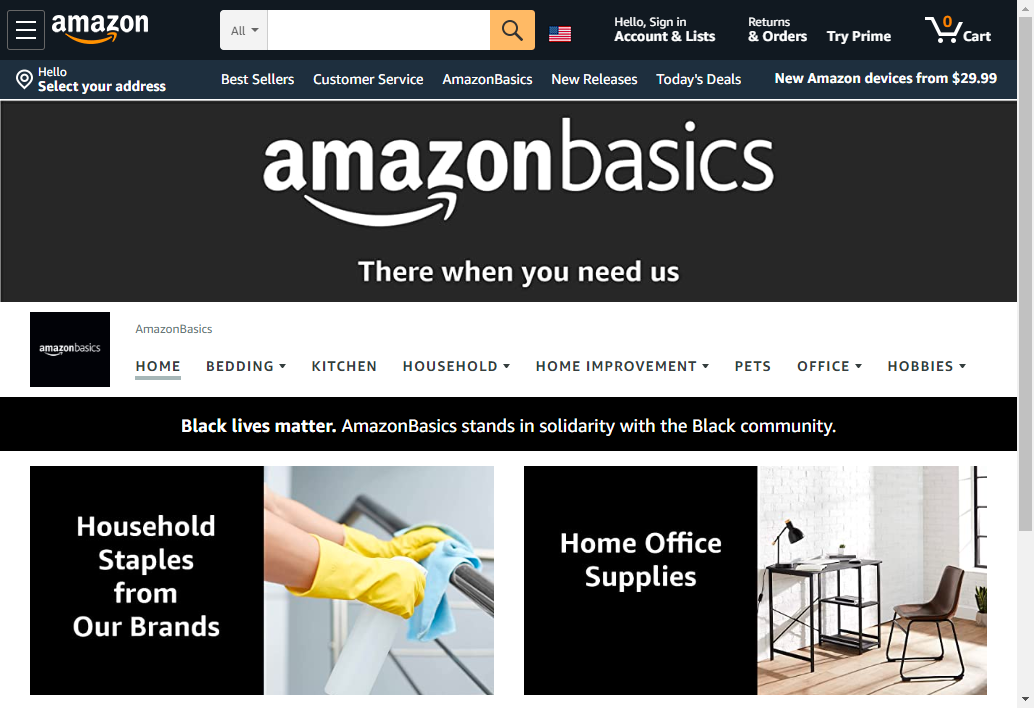 amazon
All
Hello, Sign in
Account & Lists
Returns
& Orders
Try Prime
0
Cart
Hello
Select your address
Best Sellers
Customer Service
AmazonBasics
New Releases
Today's Deals
New Amazon devices from $29.99
amazonbasics
There when you need us
amazonbasics
AmazonBasics
HOME
BEDDING
KITCHEN
HOUSEHOLD
HOME IMPROVEMENT
PETS
OFFICE
HOBBIES
Black lives matter. AmazonBasics stands in solidarity with the Black community.
Household
Staples
from
Our Brands
Home Office
Supplies